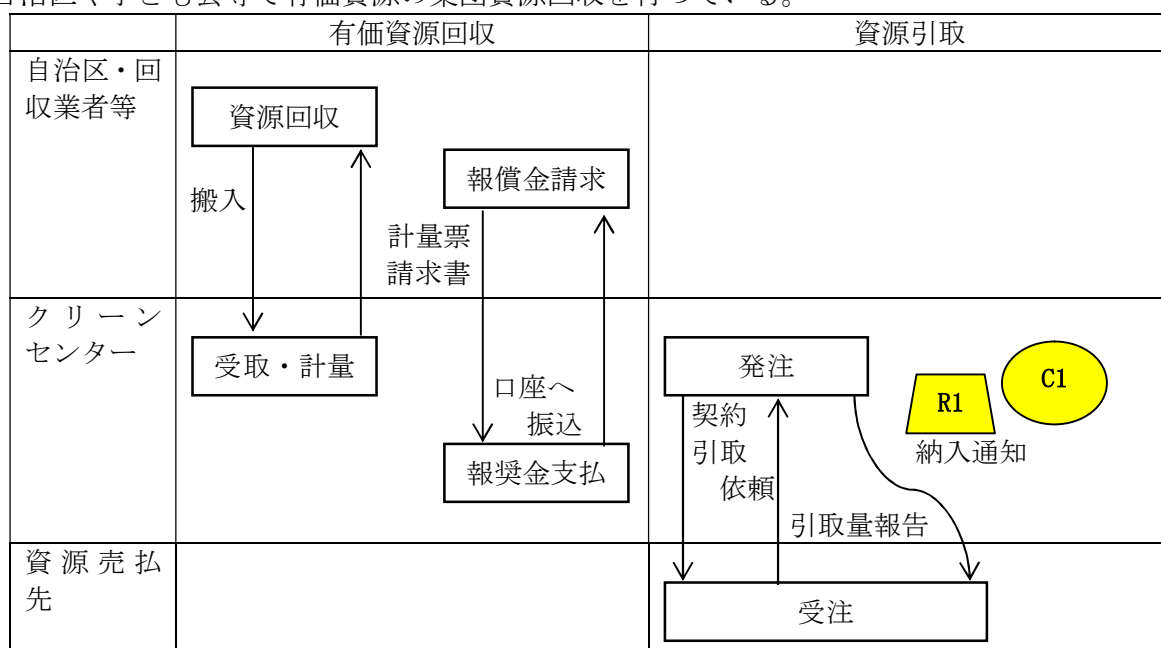 自治区や子ども会等で有価資源の集団資源回収を行っている。
有価資源回収
資源引取
自治区・回
収業者等
資源回収
報償金請求
搬入
計量票
請求書
クリーン
センター
受取・計量
口座へ
振込
報奨金支払
発注
契約
引取
依頼
引取量報告
R1
C1
納入通知
資源売払
先
受注